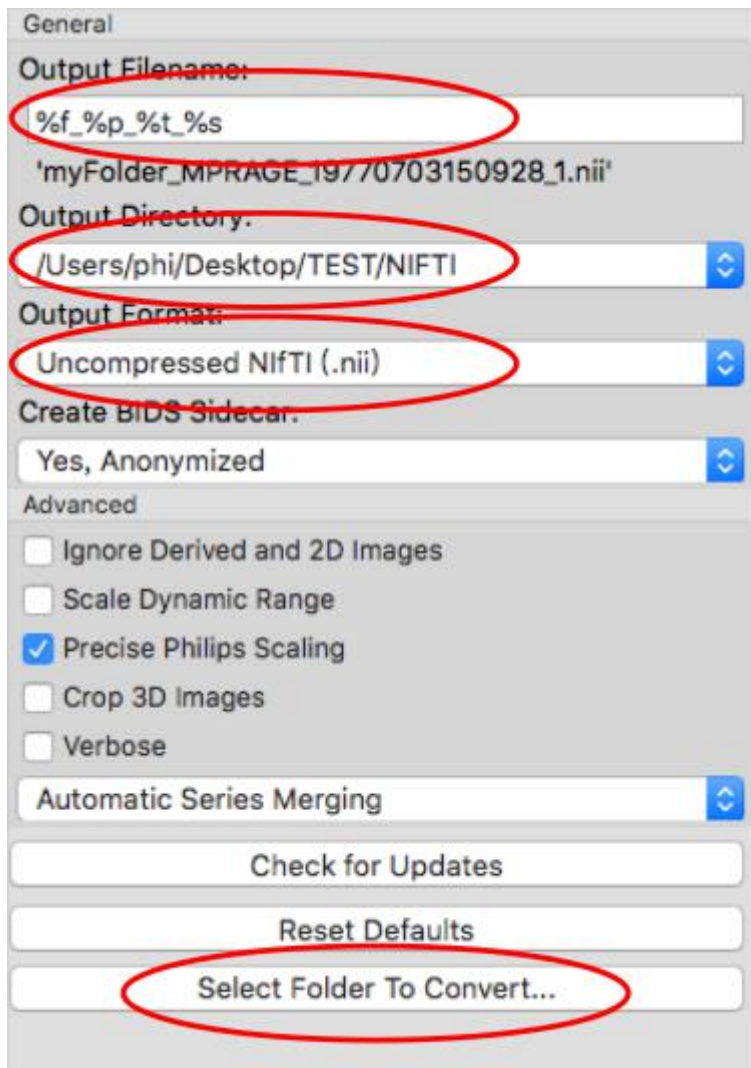 General
Output Filename:
%f_%p_%t_%s
'myFolder_MPRAGE_19770703150928_1.nii'
Output Directory:
/Users/phi/Desktop/TEST/NIFTI
Output Format:
Uncompressed NIfTI (.nii)
Create BIDS Sidecar:
Yes, Anonymized
Advanced
Ignore Derived and 2D Images
Scale Dynamic Range
Precise Philips Scaling
Crop 3D Images
Verbose
Automatic Series Merging
Check for Updates
Reset Defaults
Select Folder To Convert...